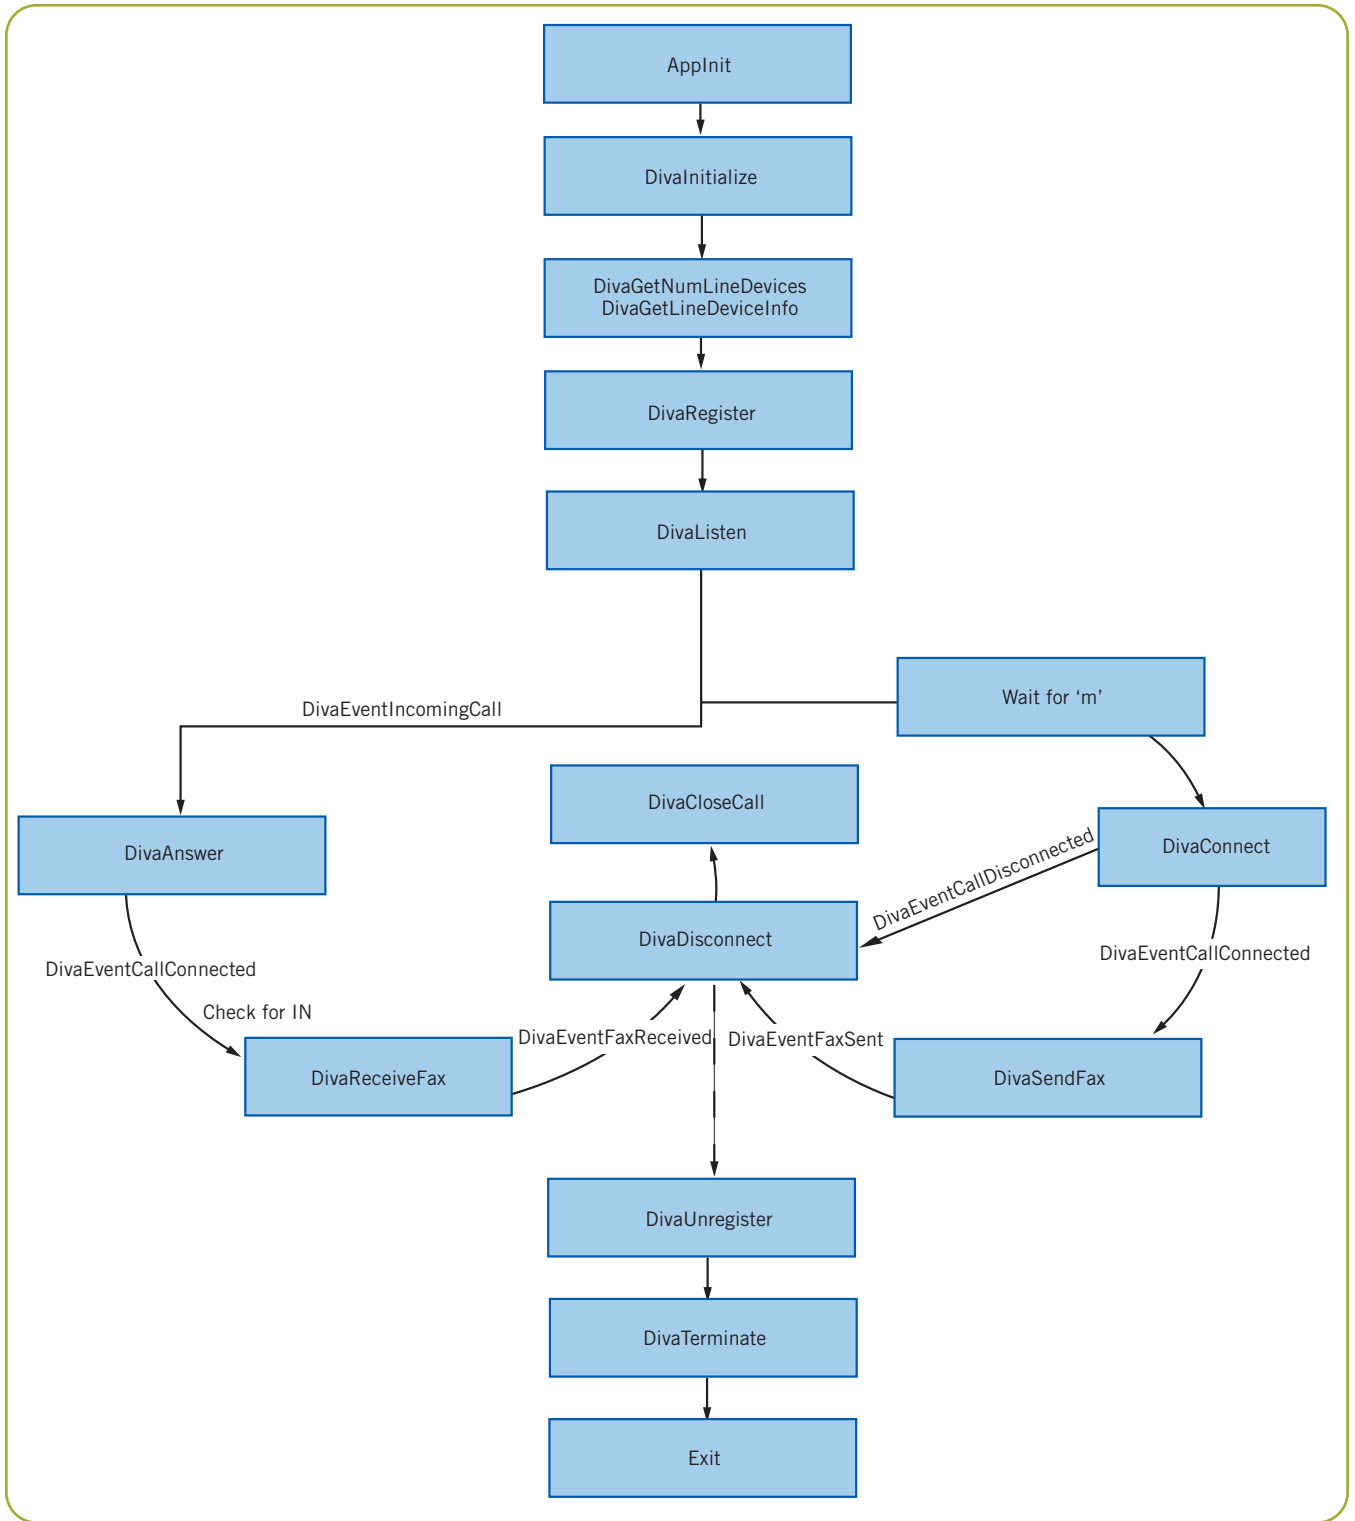 AppInit
DivaInitialize
DivaGetNumLineDevices
DivaGetLineDeviceInfo
DivaRegister
DivaListen
Wait for ‘m’
DivaEventIncomingCall
DivaCloseCall
DivaAnswer
DivaConnect
DivaEventCallDisconnected
DivaDisconnect
DivaEventCallConnected
DivaEventCallConnected
Check for IN
DivaEventFaxReceived
DivaEventFaxSent
DivaReceiveFax
DivaSendFax
DivaUnregister
DivaTerminate
Exit